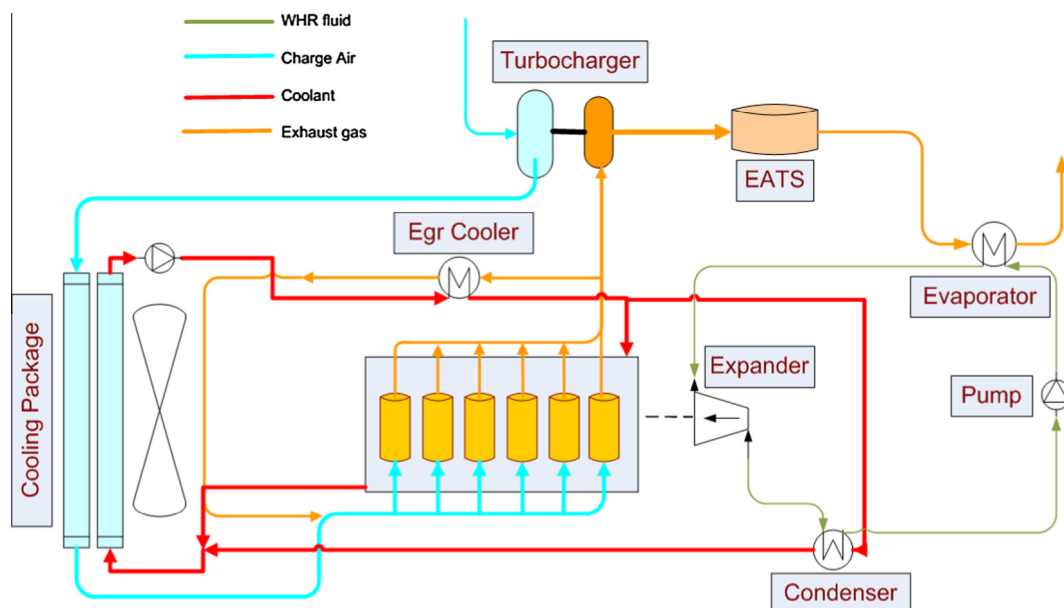 WHR fluid
Charge Air
Coolant
Exhaust gas
Turbocharger
EATS
Egr Cooler
Evaporator
Cooling Package
Expander
Pump
Condenser